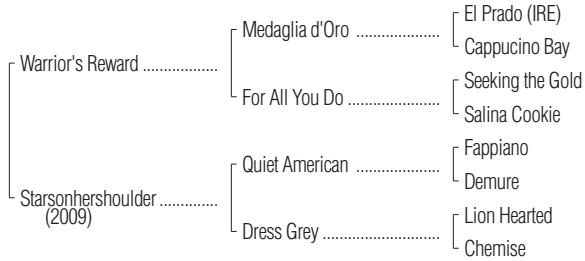 El Prado (IRE)
Medaglia d'Oro ....................
Cappucino Bay
Warrior's Reward ..................
Seeking the Gold
For All You Do ......................
Salina Cookie
Fappiano
Quiet American ....................
Demure
Starsonhershoulder ..............
(2009)
Lion Hearted
Dress Grey ...........................
Chemise